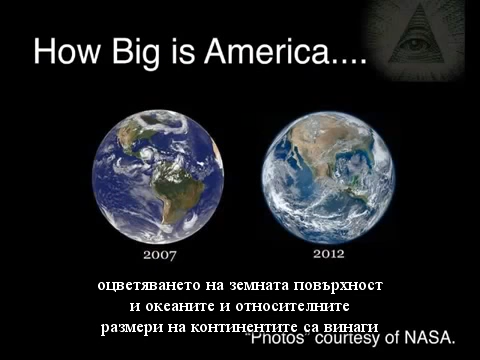 How Big is America....
2007
2012
оцветяването на земната повърхност
и океаните и относителните
размери на континентите са винаги
"Photos" courtesy of NASA.